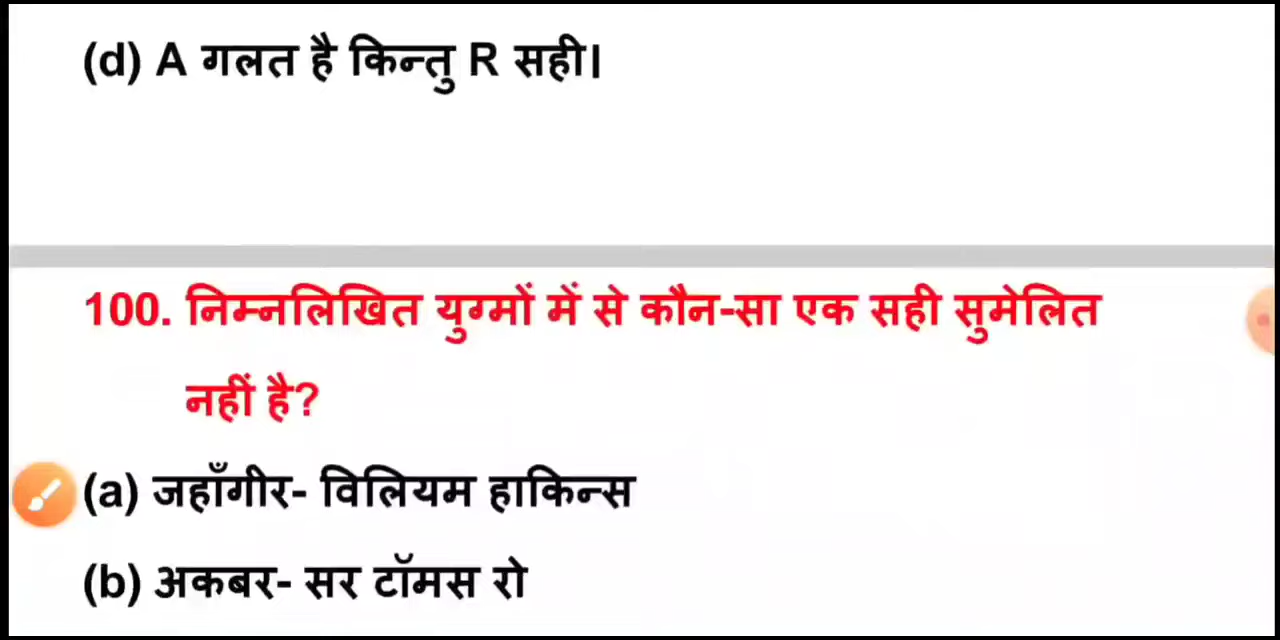 (d) A गलत है किन्तु R सही।
100. निम्नलिखित युग्मों में से कौन-सा एक सही सुमेलित
नहीं है?
(a) जहाँगीर- विलियम हाकिन्स
(b) अकबर- सर टॉमस रो